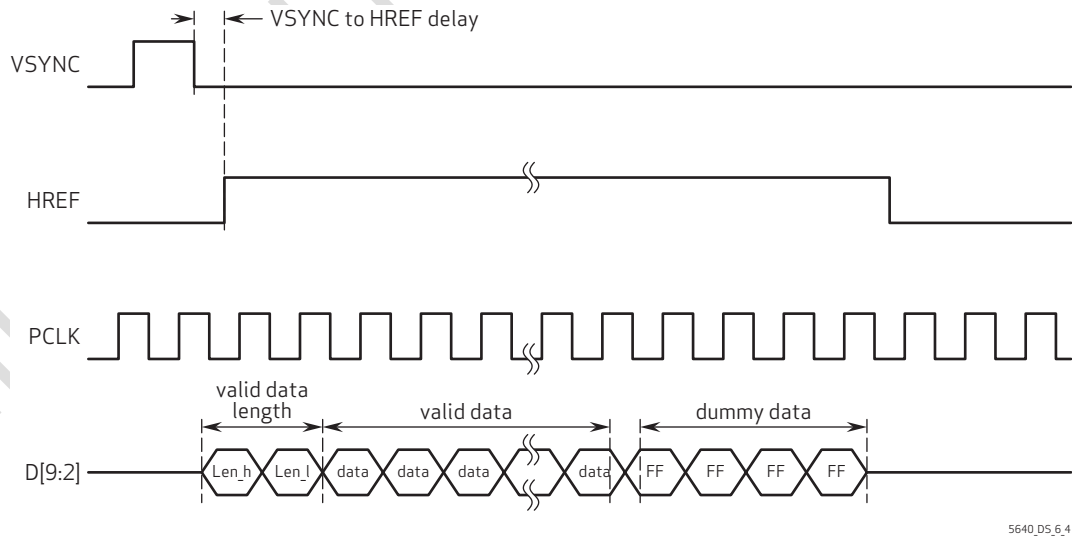 VSYNC to HREF delay
VSYNC
HREF
PCLK
valid data
length
valid data
dummy data
D[9:2]
Len_h
Len_l
data
data
data
data
FF
FF
FF
FF
5640_DS_6_4